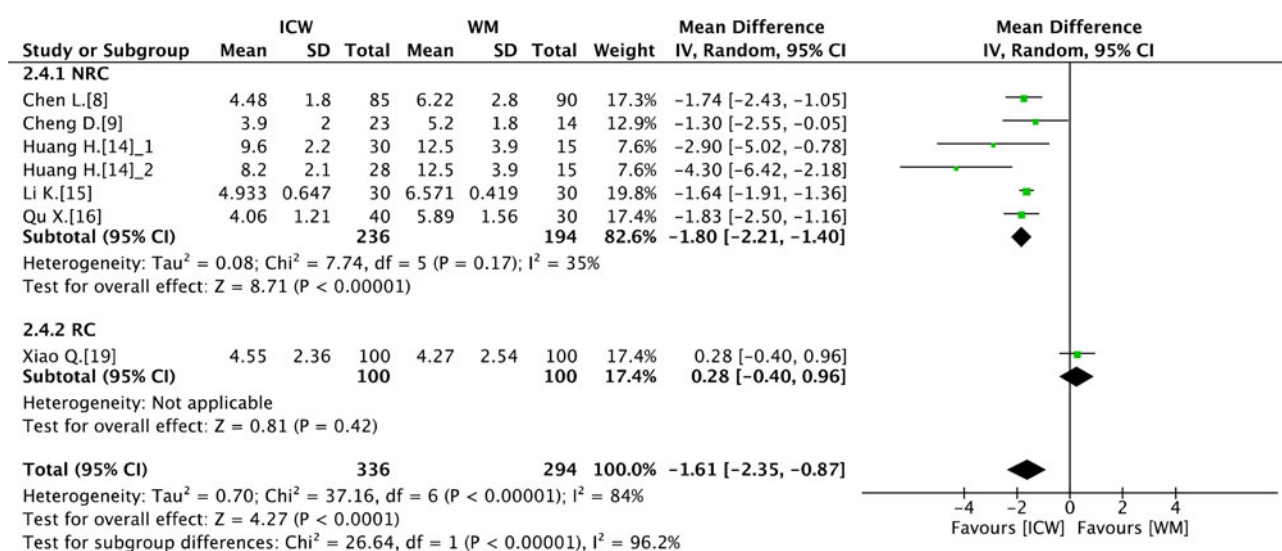 ICW WM Mean Difference Mean Difference
Study or Subgroup Mean SD Total Mean SD Total Weight IV, Random, 95% CI IV, Random, 95% CI
2.4.1 NRC
Chen L.[8] 4.48 1.8 85 6.22 2.8 90 17.3% −1.74 [−2.43, −1.05]
Cheng D.[9] 3.9 2 23 5.2 1.8 14 12.9% −1.30 [−2.55, −0.05]
Huang H.[14]_1 9.6 2.2 30 12.5 3.9 15 7.6% −2.90 [−5.02, −0.78]
Huang H.[14]_2 8.2 2.1 28 12.5 3.9 15 7.6% −4.30 [−6.42, −2.18]
Li K.[15] 4.933 0.647 30 6.571 0.419 30 19.8% −1.64 [−1.91, −1.36]
Qu X.[16] 4.06 1.21 40 5.89 1.56 30 17.4% −1.83 [−2.50, −1.16]
Subtotal (95% CI) 236 194 82.6% −1.80 [−2.21, −1.40]
Heterogeneity: Tau² = 0.08; Chi² = 7.74, df = 5 (P = 0.17); I² = 35%
Test for overall effect: Z = 8.71 (P < 0.00001)
2.4.2 RC
Xiao Q.[19] 4.55 2.36 100 4.27 2.54 100 17.4% 0.28 [−0.40, 0.96]
Subtotal (95% CI) 100 100 17.4% 0.28 [−0.40, 0.96]
Heterogeneity: Not applicable
Test for overall effect: Z = 0.81 (P = 0.42)
Total (95% CI) 336 294 100.0% −1.61 [−2.35, −0.87]
Heterogeneity: Tau² = 0.70; Chi² = 37.16, df = 6 (P < 0.00001); I² = 84%
Test for overall effect: Z = 4.27 (P < 0.0001)
Test for subgroup differences: Chi² = 26.64, df = 1 (P < 0.00001), I² = 96.2%
−4 −2 0 2 4
Favours [ICW] Favours [WM]